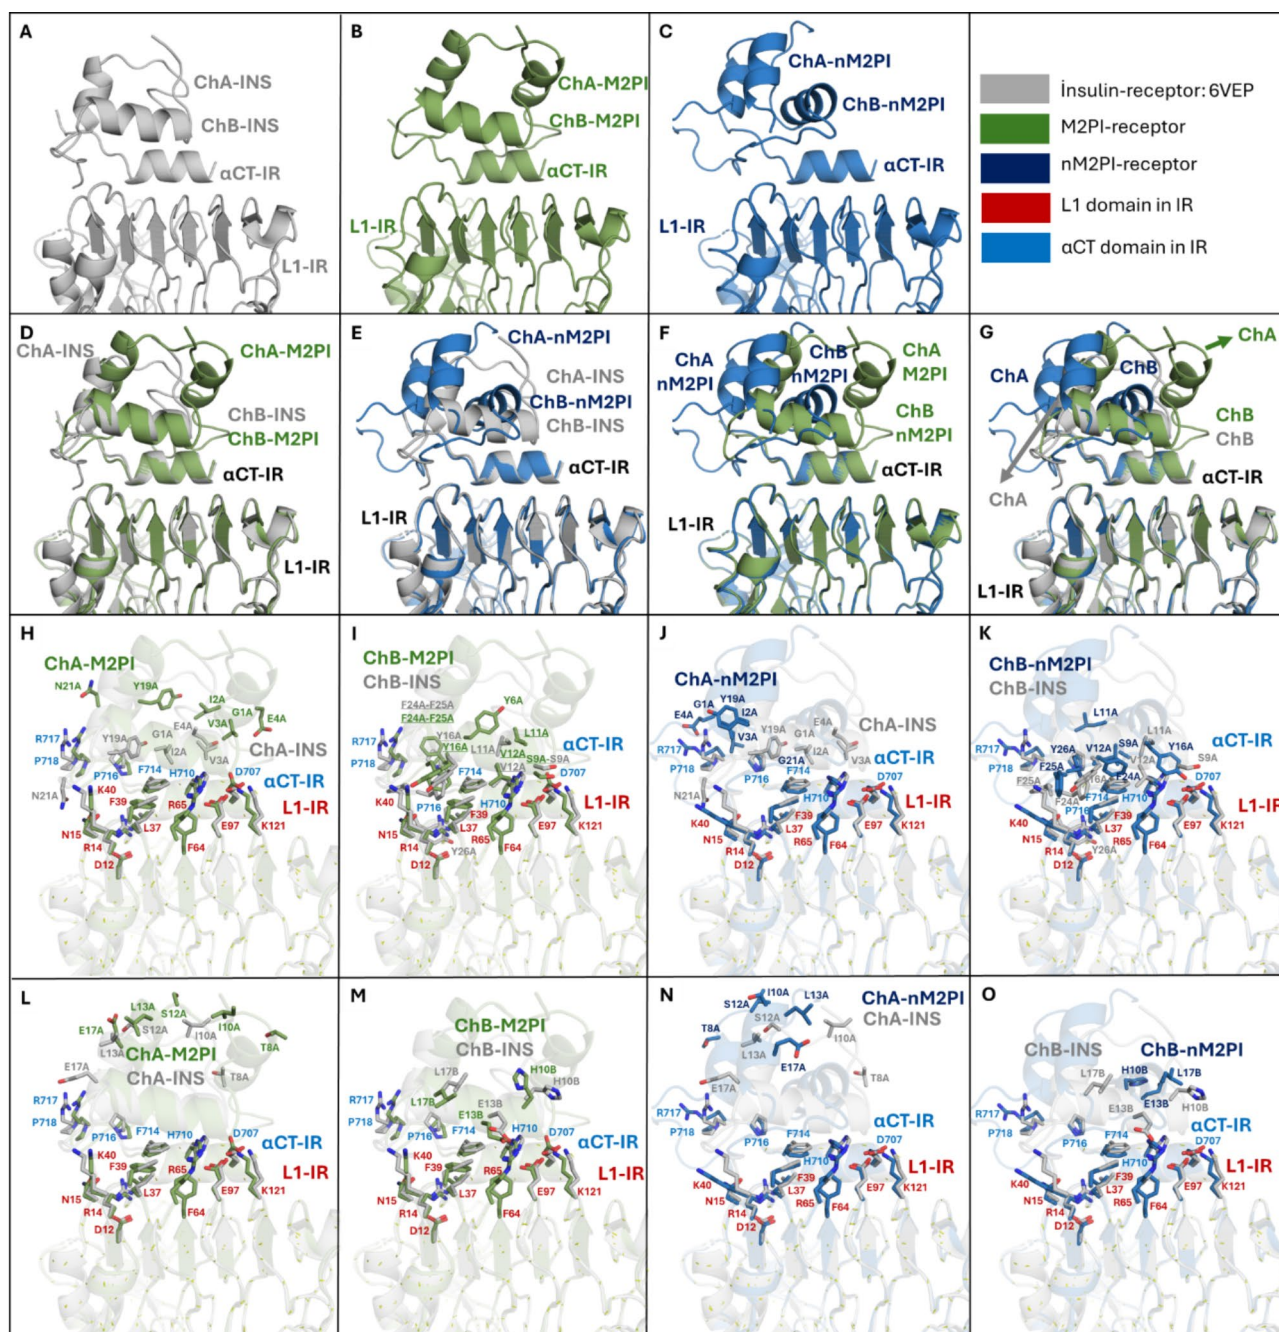 A
ChA-INS
ChB-INS
αCT-IR
L1-IR
B
ChA-M2PI
ChB-M2PI
αCT-IR
L1-IR
C
ChA-nM2PI
ChB-nM2PI
αCT-IR
L1-IR
İnsulin-receptor: 6VEP
M2PI-receptor
nM2PI-receptor
L1 domain in IR
αCT domain in IR
D
ChA-INS
ChA-M2PI
ChB-INS
ChB-M2PI
αCT-IR
L1-IR
E
ChA-nM2PI
ChA-INS
ChB-nM2PI
ChB-INS
αCT-IR
L1-IR
F
ChA
nM2PI
ChB
nM2PI
ChA
M2PI
ChB
nM2PI
αCT-IR
L1-IR
G
ChA
ChA
ChB
ChB
ChB
αCT-IR
ChA
L1-IR
H
ChA-M2PI
N21A
Y19A
I2A
G1A
V3A
E4A
E4A
R717
Y19A
G1A
P718
I2A
ChA-INS
V3A
αCT-IR
P716
F714
H710
D707
N21A
K40
F39
R65
L1-IR
N15
L37
E97
K121
R14
F64
D12
I
ChB-M2PI
ChB-INS
F24A-F25A
F24A-F25A
Y6A
Y16A
R717
Y16A
L11A
L11A
P718
V12A
S9A
S9A
V12A
αCT-IR
F714
D707
K40
P716
H710
F39
L1-IR
N15
L37
E97
K121
R14
R65
Y26A
F64
D12
J
ChA-nM2PI
Y19A
G1A
I2A
E4A
V3A
E4A
R717
Y19A
G1A
ChA-INS
P718
I2A
αCT-IR
G21A
V3A
P716
F714
D707
N21A
H710
K40
F39
L1-IR
N15
L37
E97
K121
R14
R65
F64
D12
K
ChB-nM2PI
ChB-INS
L11A
R717
Y26A
V12A
S9A
L11A
Y16A
αCT-IR
P718
F25A
V12A
S9A
F25A
Y16A
F24A
D707
F24A
F714
H710
P716
K40
F39
L1-IR
N15
L37
E97
K121
R14
R65
Y26A
F64
D12
L
L13A
S12A
E17A
S12A
I10A
I10A
L13A
T8A
ChA-M2PI
E17A
ChA-INS
T8A
R717
P718
P716
F714
H710
D707
αCT-IR
K40
F39
R65
L1-IR
N15
L37
E97
K121
R14
F64
D12
M
ChB-M2PI
ChB-INS
L17B
H10B
H10B
L17B
R717
E13B
E13B
P718
P716
F714
H710
D707
αCT-IR
K40
F39
R65
L1-IR
N15
L37
E97
K121
R14
F64
D12
N
I10A
S12A
L13A
ChA-nM2PI
S12A
ChA-INS
T8A
L13A
I10A
E17A
E17A
T8A
R717
P718
αCT-IR
P716
F714
D707
H710
K40
F39
L1-IR
N15
L37
E97
K121
R14
R65
F64
D12
O
ChB-INS
ChB-nM2PI
L17B
H10B
L17B
R717
E13B
E13B
H10B
P718
αCT-IR
P716
F714
D707
H710
K40
F39
L1-IR
N15
L37
E97
K121
R14
R65
F64
D12